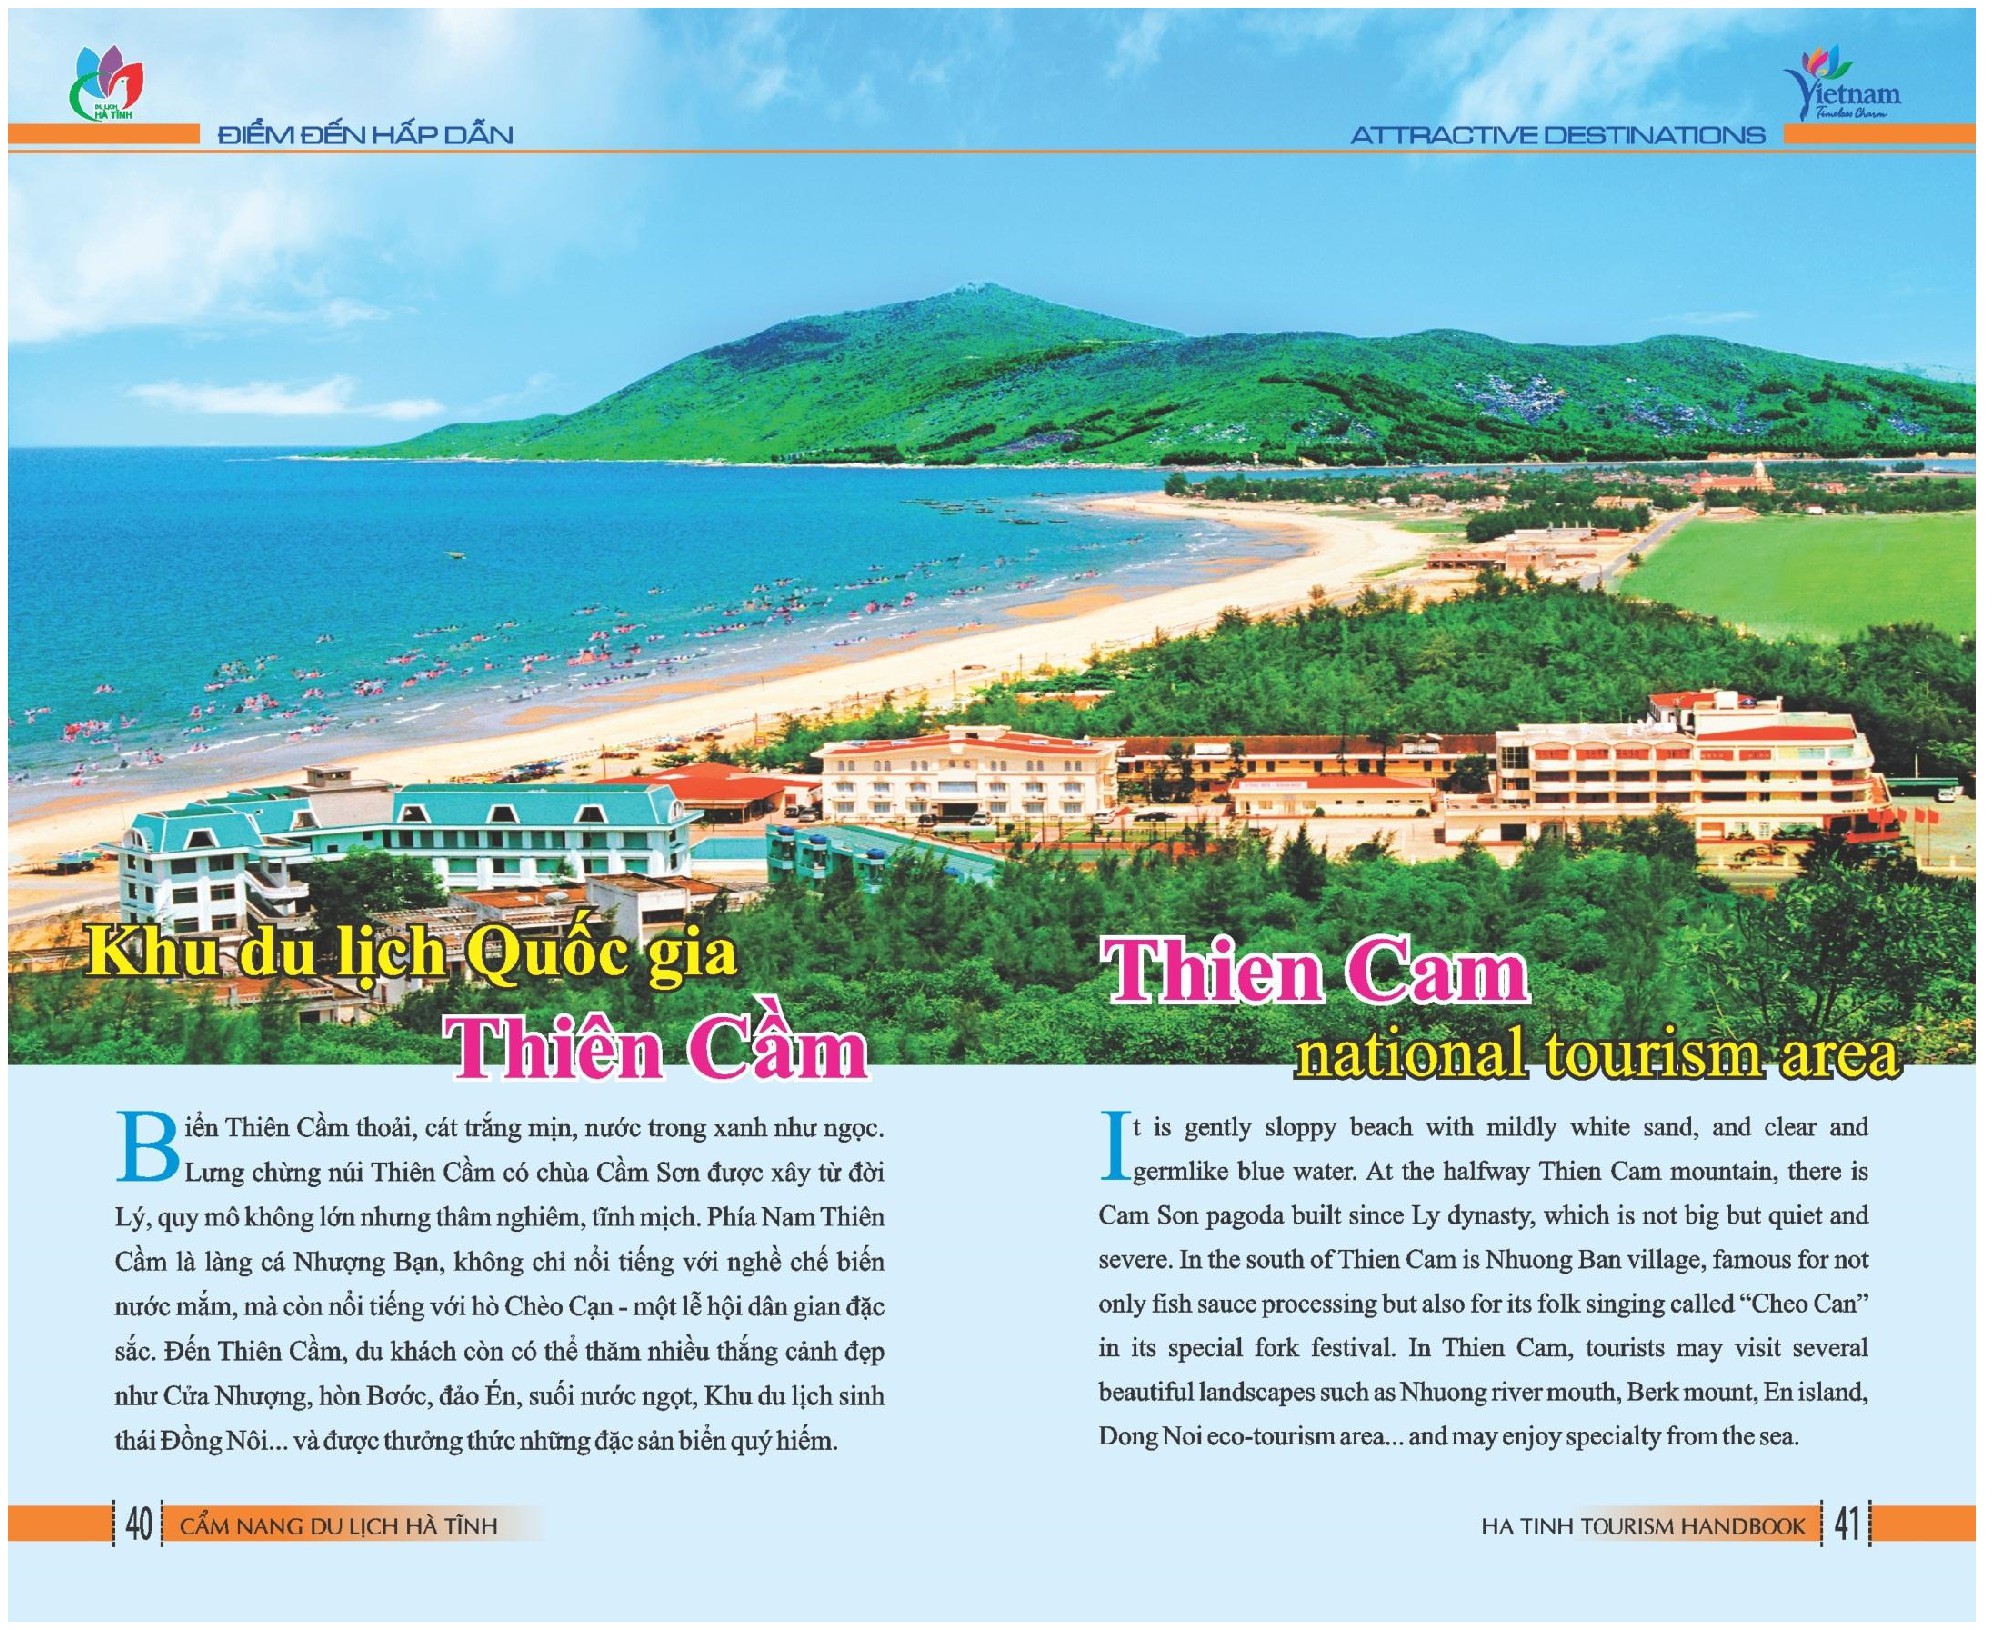 DU LỊCH
HÀ TĨNH
ĐIỂM ĐẾN HẤP DẪN
Khu du lịch Quốc gia
Thiên Cầm
Biển Thiên Cầm thoải, cát trắng mịn, nước trong xanh như ngọc.
Lưng chừng núi Thiên Cầm có chùa Cầm Sơn được xây từ đời
Lý, quy mô không lớn nhưng thâm nghiêm, tĩnh mịch. Phía Nam Thiên
Cầm là làng cá Nhượng Bạn, không chỉ nổi tiếng với nghề chế biến
nước mắm, mà còn nổi tiếng với hò Chèo Cạn - một lễ hội dân gian đặc
sắc. Đến Thiên Cầm, du khách còn có thể thăm nhiều thắng cảnh đẹp
như Cửa Nhượng, hòn Bơớc, đảo Én, suối nước ngọt, Khu du lịch sinh
thái Đồng Nôi... và được thưởng thức những đặc sản biển quý hiếm.
40 CẨM NANG DU LỊCH HÀ TĨNH
Vietnam
Timeless Charm
ATTRACTIVE DESTINATIONS
Thien Cam
national tourism area
It is gently sloppy beach with mildly white sand, and clear and
germlike blue water. At the halfway Thien Cam mountain, there is
Cam Son pagoda built since Ly dynasty, which is not big but quiet and
severe. In the south of Thien Cam is Nhuong Ban village, famous for not
only fish sauce processing but also for its folk singing called “Cheo Can”
in its special fork festival. In Thien Cam, tourists may visit several
beautiful landscapes such as Nhuong river mouth, Berk mount, En island,
Dong Noi eco-tourism area... and may enjoy specialty from the sea.
HA TINH TOURISM HANDBOOK 41